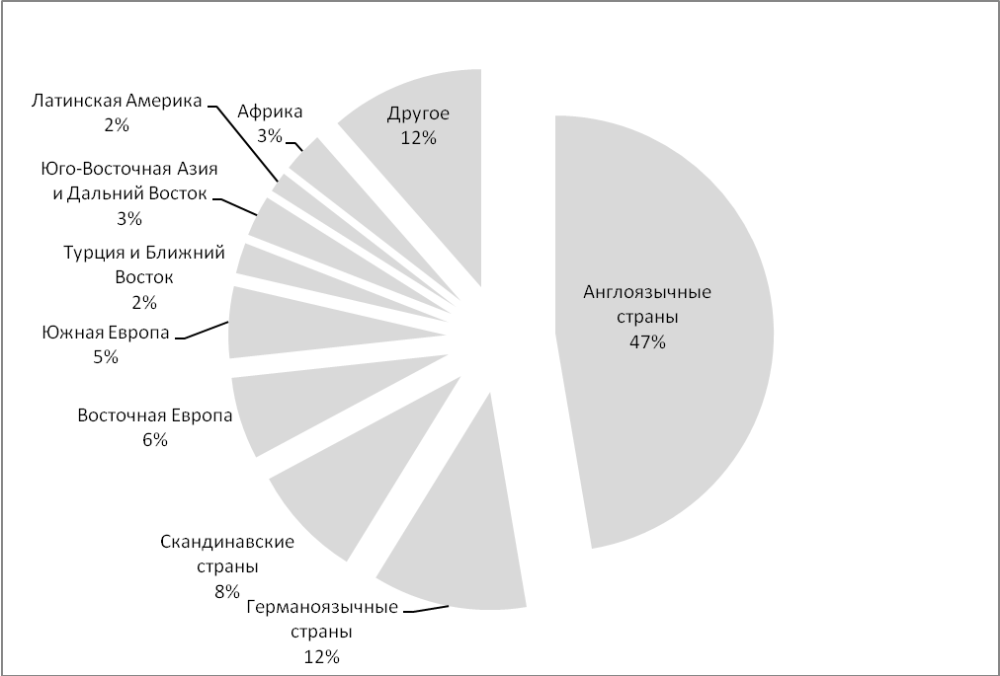 Латинская Америка
2%
Африка
3%
Другое
12%
Юго-Восточная Азия
и Дальний Восток
3%
Турция и Ближний
Восток
2%
Англоязычные
страны
47%
Южная Европа
5%
Восточная Европа
6%
Скандинавские
страны
8%
Германоязычные
страны
12%